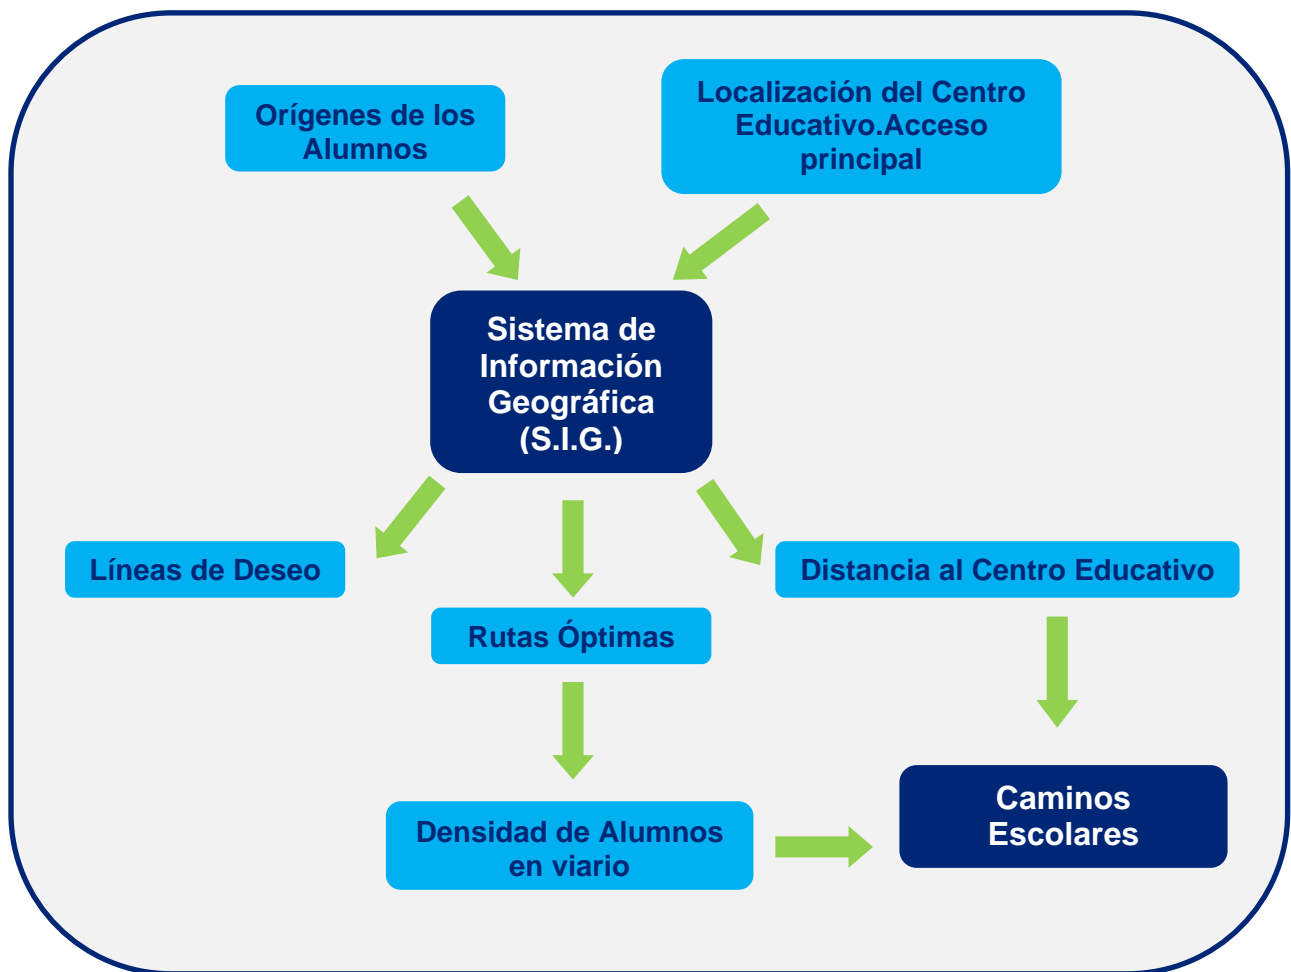 Orígenes de los
Alumnos
Localización del Centro
Educativo.Acceso
principal
Sistema de
Información
Geográfica
(S.I.G.)
Líneas de Deseo
Distancia al Centro Educativo
Rutas Óptimas
Caminos
Escolares
Densidad de Alumnos
en viario